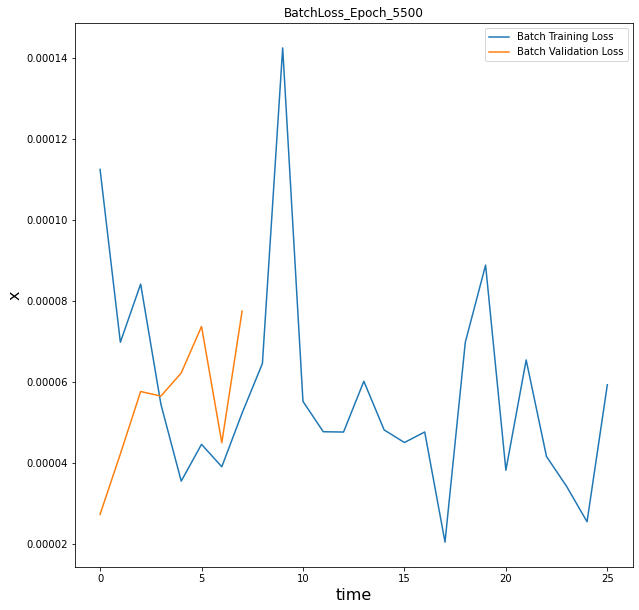 BatchLoss_Epoch_5500
Batch Training Loss
Batch Validation Loss
0.00014
0.00012
0.00010
0.00008
0.00006
0.00004
0.00002
x
0 5 10 15 20 25
time